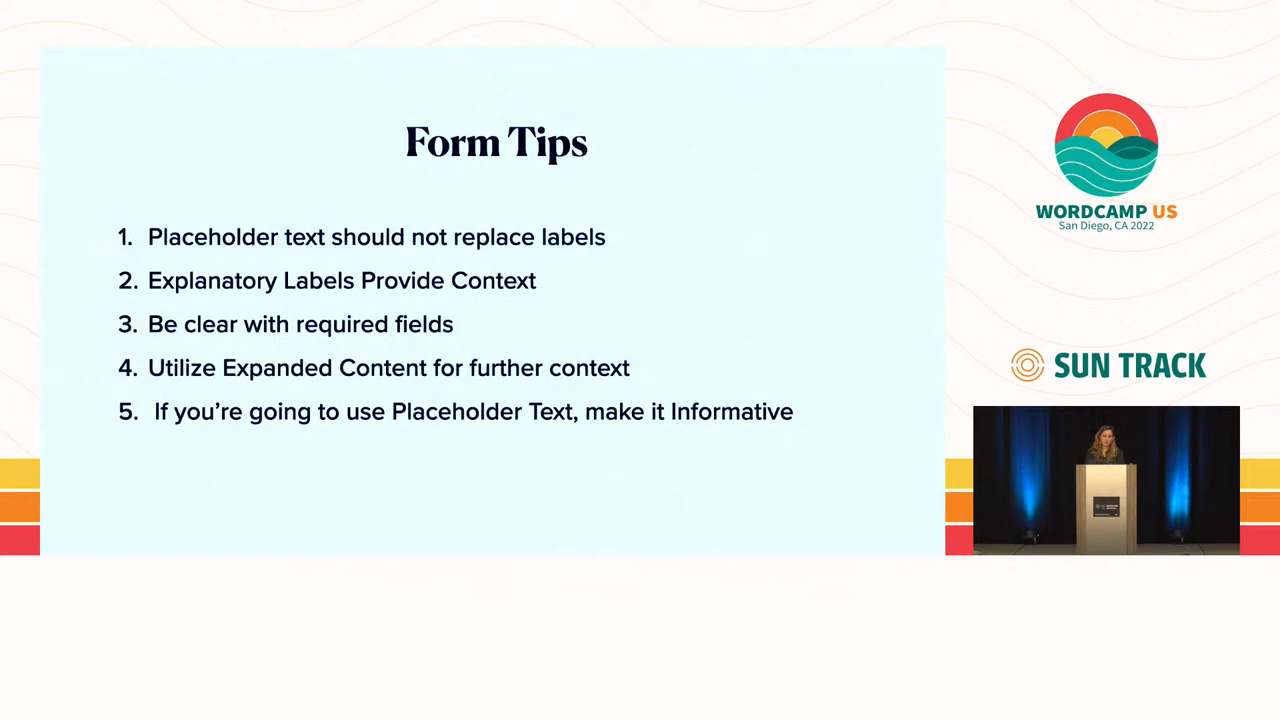 Form Tips
1. Placeholder text should not replace labels
2. Explanatory Labels Provide Context
3. Be clear with required fields
4. Utilize Expanded Content for further context
5. If you’re going to use Placeholder Text, make it Informative
WORDCAMP US
San Diego, CA 2022
SUN TRACK